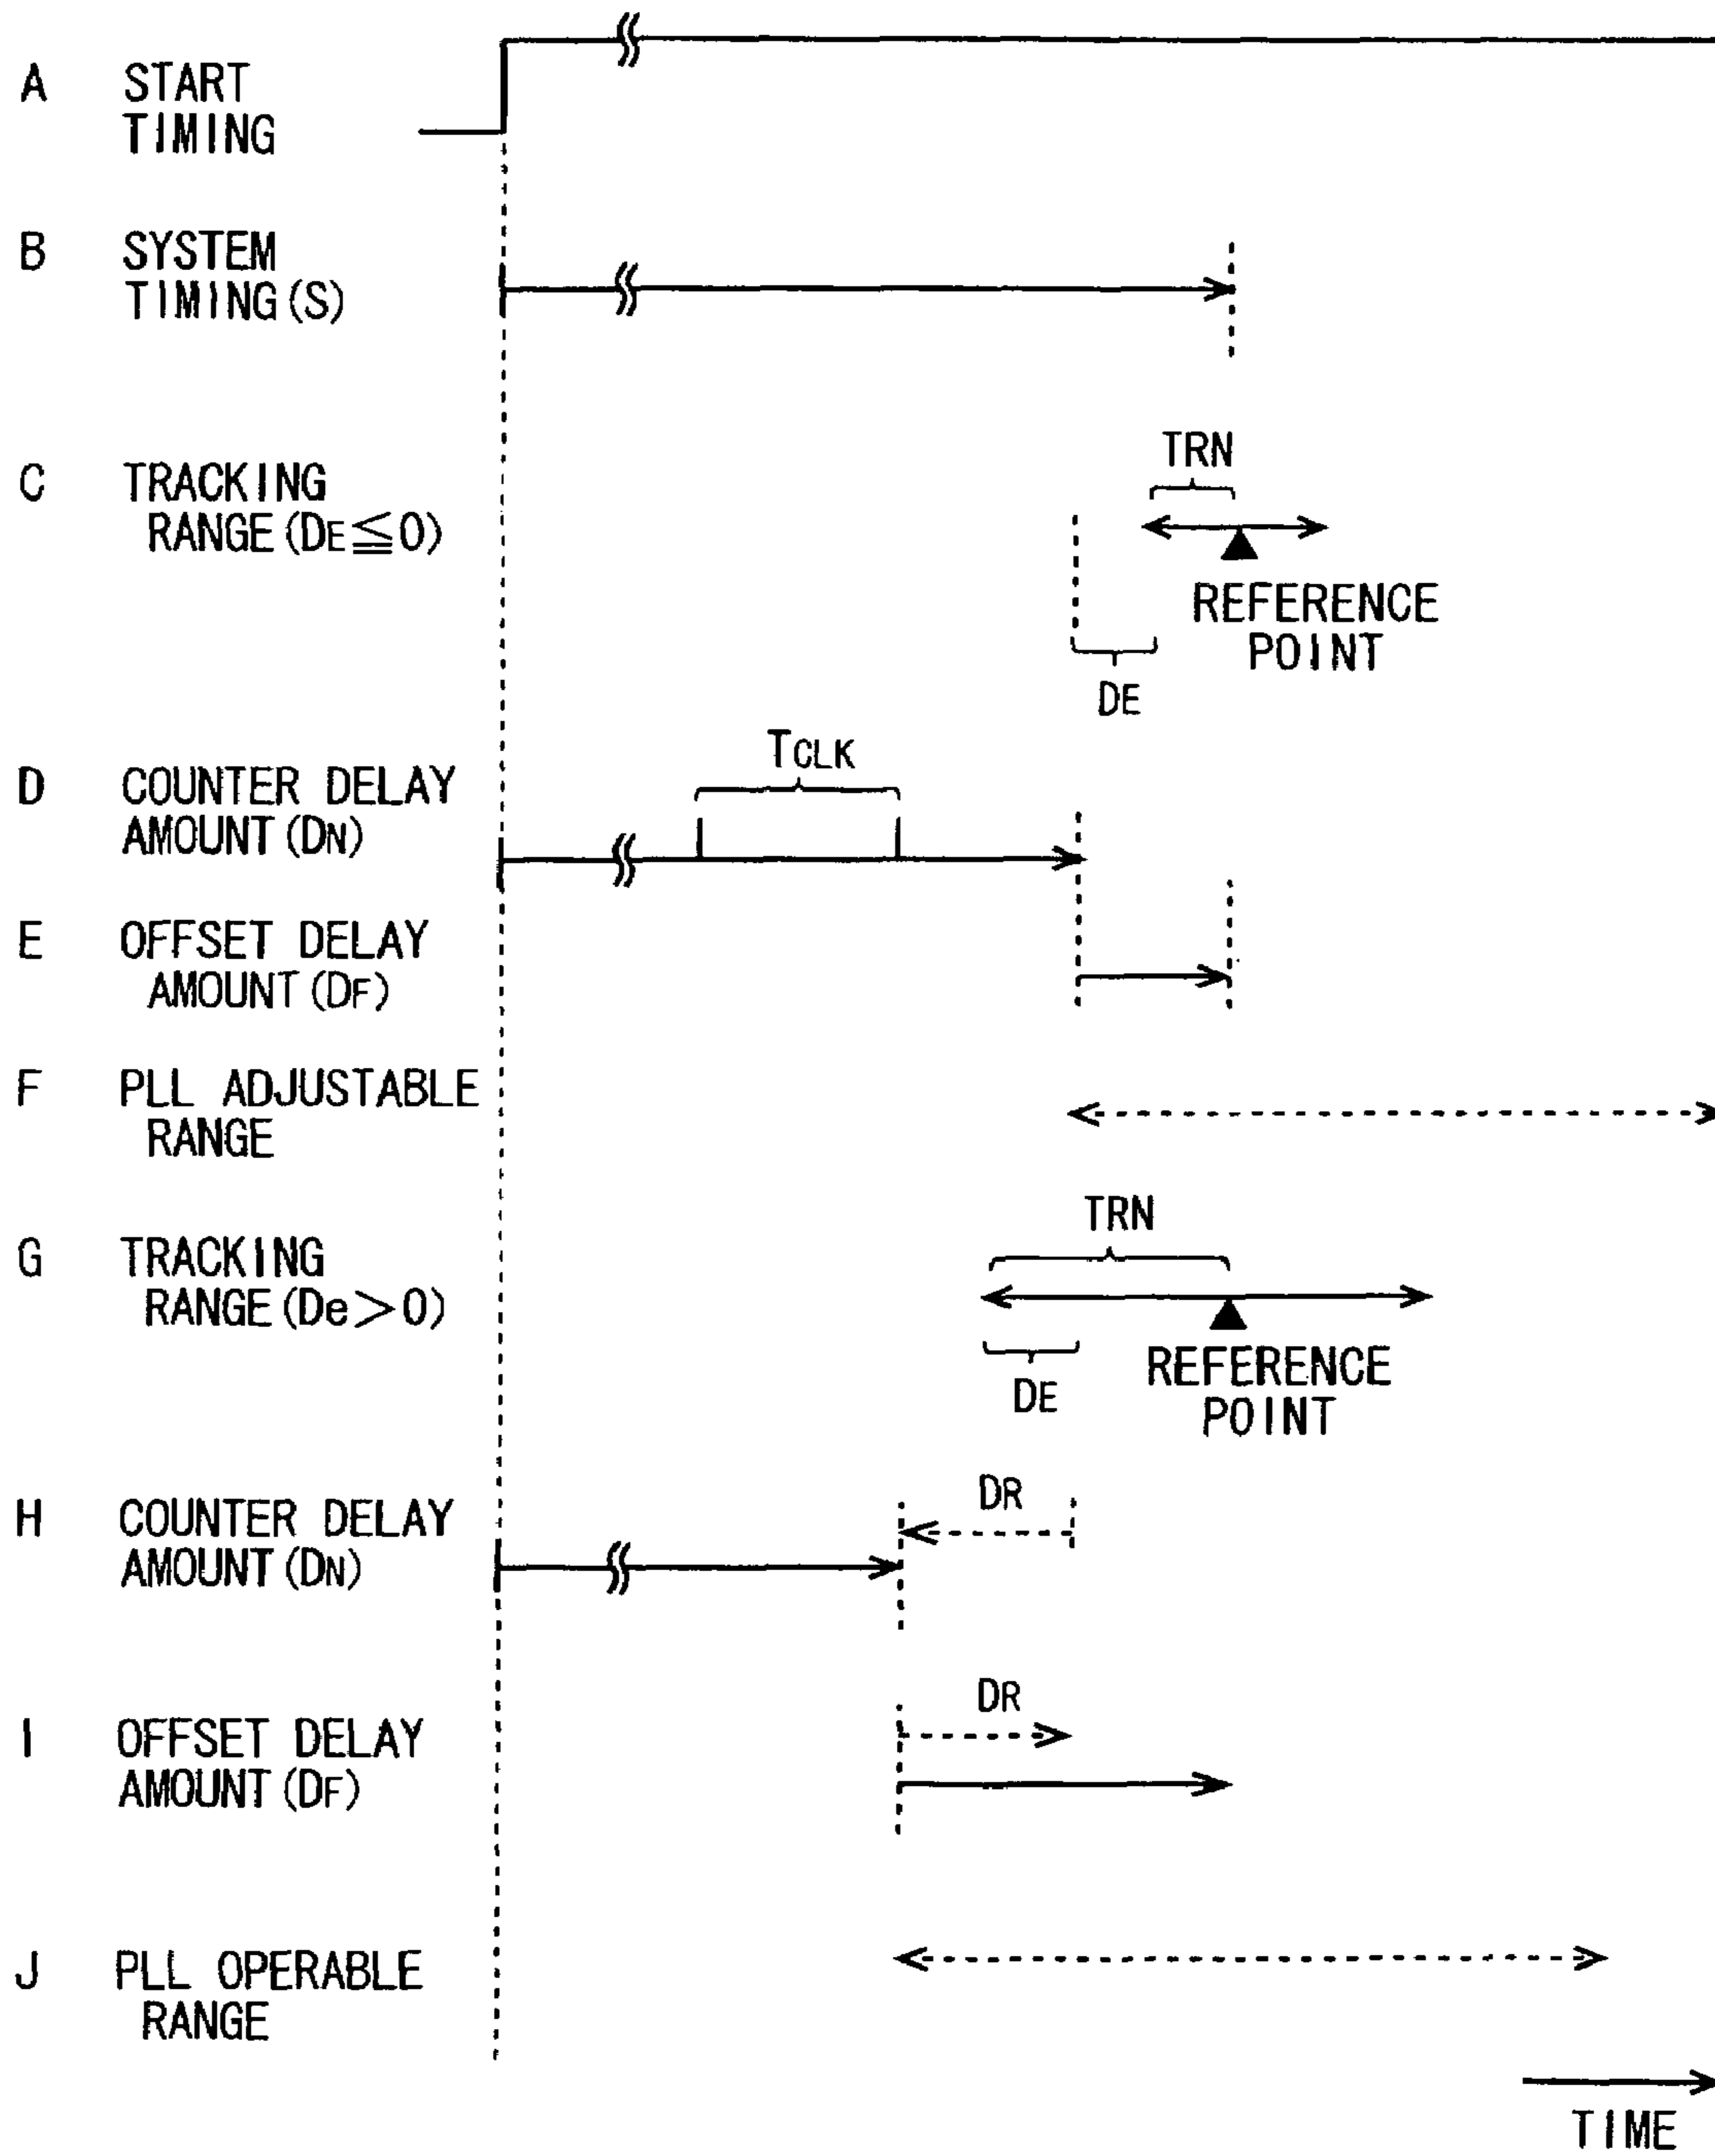 A START
TIMING
B SYSTEM
TIMING(S)
TRN
C TRACKING
RANGE(DE≦0)
REFERENCE
POINT
DE
TCLK
D COUNTER DELAY
AMOUNT(DN)
E OFFSET DELAY
AMOUNT(DF)
F PLL ADJUSTABLE
RANGE
TRN
G TRACKING
RANGE(De>0)
DE
REFERENCE
POINT
DR
H COUNTER DELAY
AMOUNT(DN)
DR
I OFFSET DELAY
AMOUNT(DF)
J PLL OPERABLE
RANGE
TIME